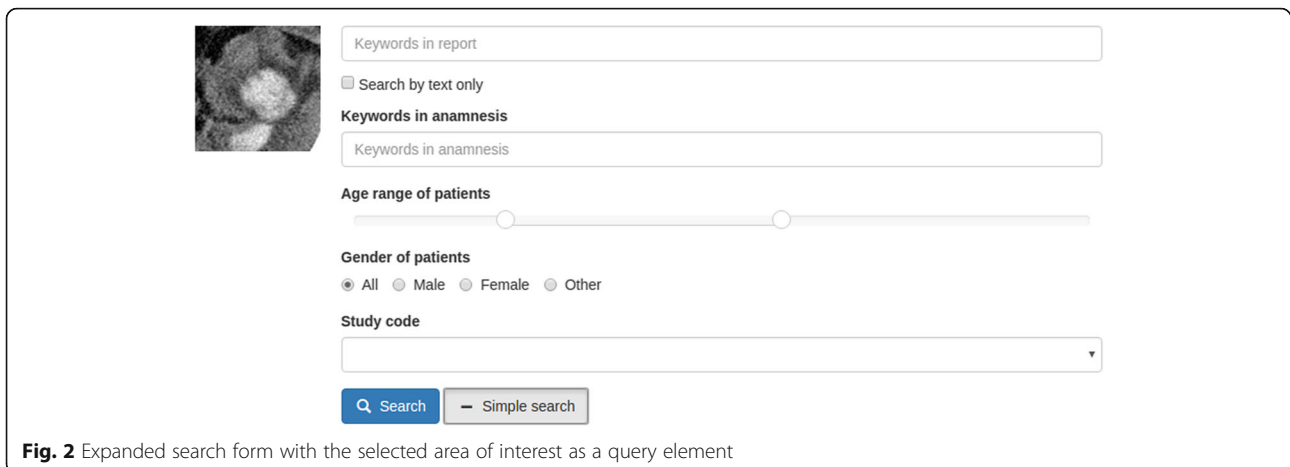 Keywords in report
Search by text only
Keywords in anamnesis
Keywords in anamnesis
Age range of patients
Gender of patients
All Male Female Other
Study code
Search − Simple search
Fig. 2 Expanded search form with the selected area of interest as a query element